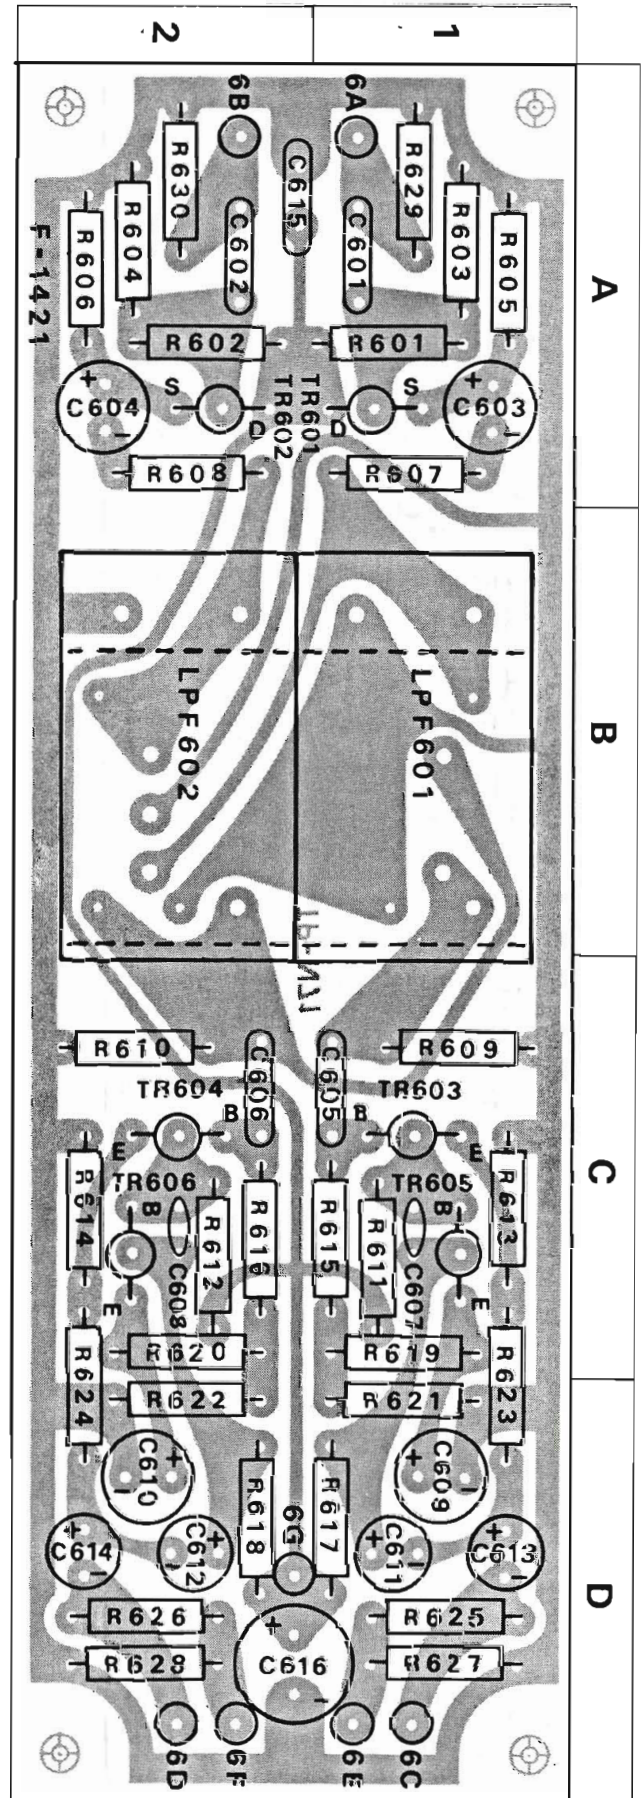 2 1
6B 6A
R630 C615 R629
R604 C602 C601 R603
R606 R605
F-1421
A
R602 R601
S S
C604 C603
D TR602 TR601 D
R608 R607
LPF602 LPF601
B
R610 C606 C605 R609
TR604 TR603
B B
E E
TR606 TR605
C
R614 B R612 R616 R615 R611 B R613
C608 C607
E E
R620 R619
R624 R622 R621 R623
C610 C609
R618 6G R617
C614 C612 C611 C613
D
R626 R625
C616
R628 R627
6D 6F 6E 6C